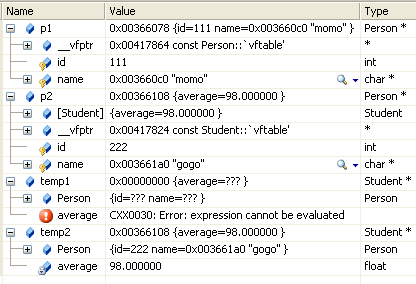 Name Value Type
p1 0x00366078 {id=111 name=0x003660c0 "momo" } Person *
__vfptr 0x00417864 const Person::`vftable' *
id 111 int
name 0x003660c0 "momo" char *
p2 0x00366108 {average=98.000000 } Person *
[Student] {average=98.000000 } Student
__vfptr 0x00417824 const Student::`vftable' *
id 222 int
name 0x003661a0 "gogo" char *
temp1 0x00000000 {average=??? } Student *
Person {id=??? name=??? } Person
average CXX0030: Error: expression cannot be evaluated
temp2 0x00366108 {average=98.000000 } Student *
Person {id=222 name=0x003661a0 "gogo" } Person
average 98.000000 float